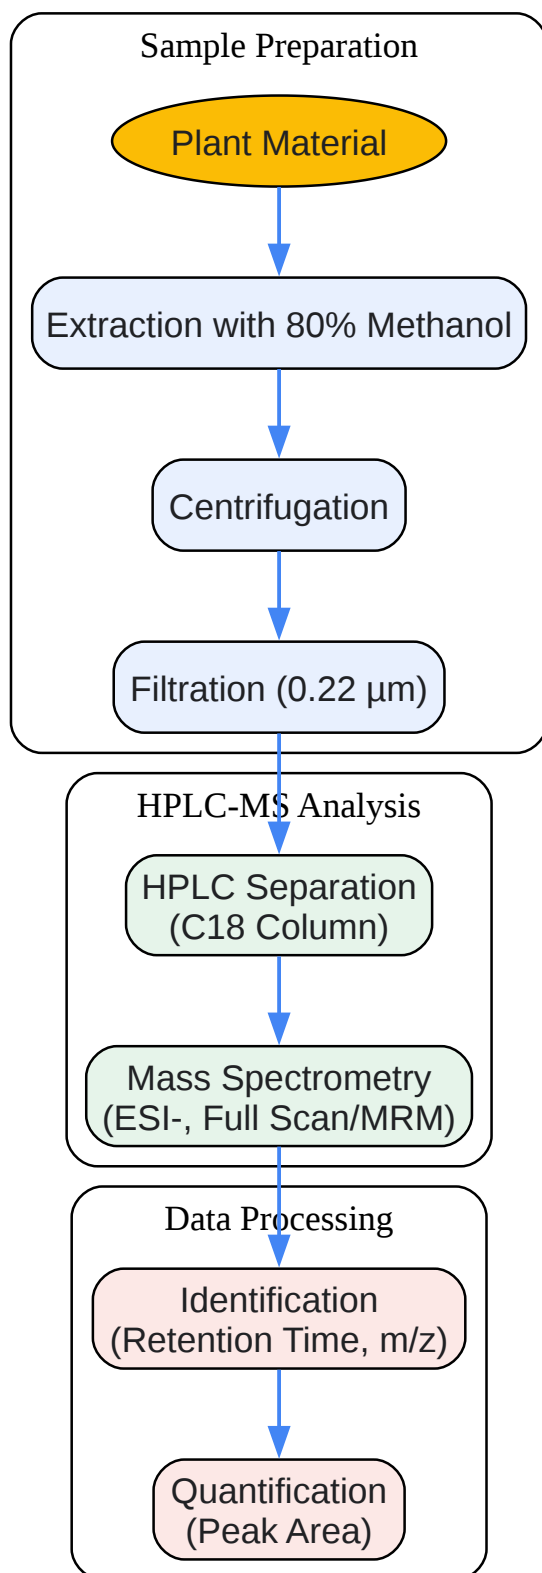 Sample Preparation
Plant Material
Extraction with 80% Methanol
Centrifugation
Filtration (0.22 µm)
HPLC-MS Analysis
HPLC Separation
(C18 Column)
Mass Spectrometry
(ESI-, Full Scan/MRM)
Data Processing
Identification
(Retention Time, m/z)
Quantification
(Peak Area)